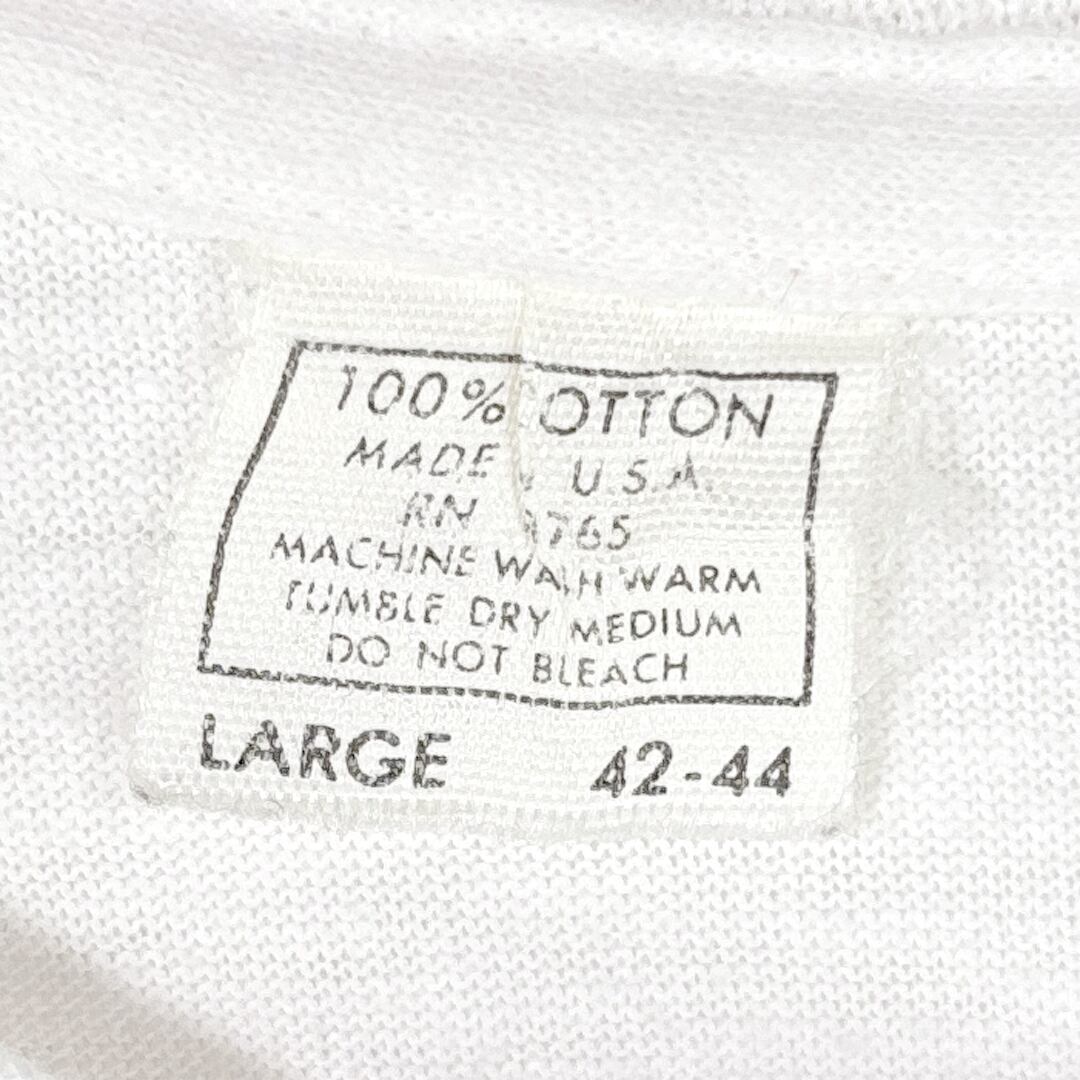 100% COTTON
MADE U.S.A.
RN
MACHINE WASH WARM
TUMBLE DRY MEDIUM
DO NOT BLEACH
LARGE 42-44